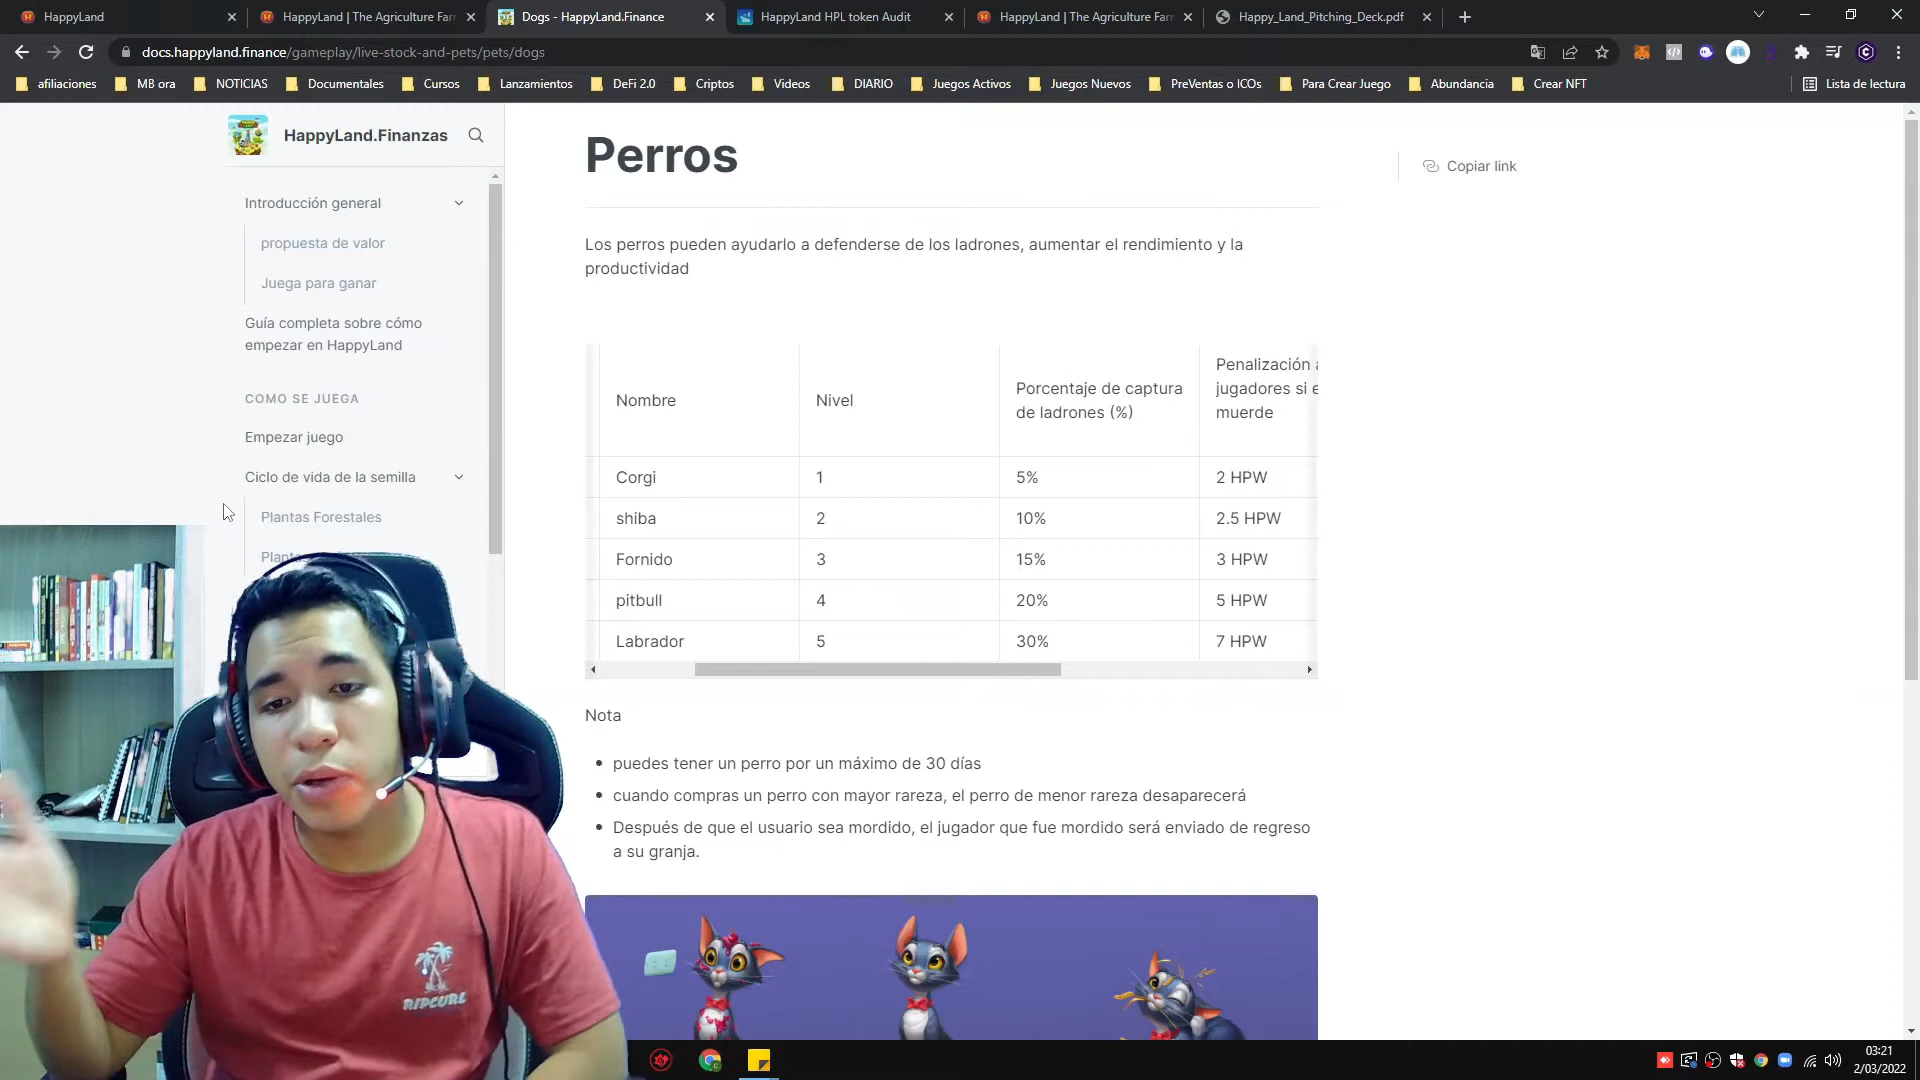 HappyLand
HappyLand | The Agriculture Farm
Dogs - HappyLand.Finance
HappyLand HPL token Audit
HappyLand | The Agriculture Farm
Happy_Land_Pitching_Deck.pdf
docs.happyland.finance/gameplay/live-stock-and-pets/pets/dogs
afiliaciones
MB ora
NOTICIAS
Documentales
Cursos
Lanzamientos
DeFi 2.0
Criptos
Videos
DIARIO
Juegos Activos
Juegos Nuevos
PreVentas o ICOs
Para Crear Juego
Abundancia
Crear NFT
Lista de lectura
HappyLand.Finanzas
Introducción general
propuesta de valor
Juega para ganar
Guía completa sobre cómo
empezar en HappyLand
COMO SE JUEGA
Empezar juego
Ciclo de vida de la semilla
Plantas Forestales
Perros
Copiar link
Los perros pueden ayudarlo a defenderse de los ladrones, aumentar el rendimiento y la
productividad
Nombre
Nivel
Porcentaje de captura
de ladrones (%)
Penalización a
jugadores si e
muerde
Corgi 1 5% 2 HPW
shiba 2 10% 2.5 HPW
Fornido 3 15% 3 HPW
pitbull 4 20% 5 HPW
Labrador 5 30% 7 HPW
Nota
puedes tener un perro por un máximo de 30 días
cuando compras un perro con mayor rareza, el perro de menor rareza desaparecerá
Después de que el usuario sea mordido, el jugador que fue mordido será enviado de regreso
a su granja.
RIPCURL
03:21
2/03/2022